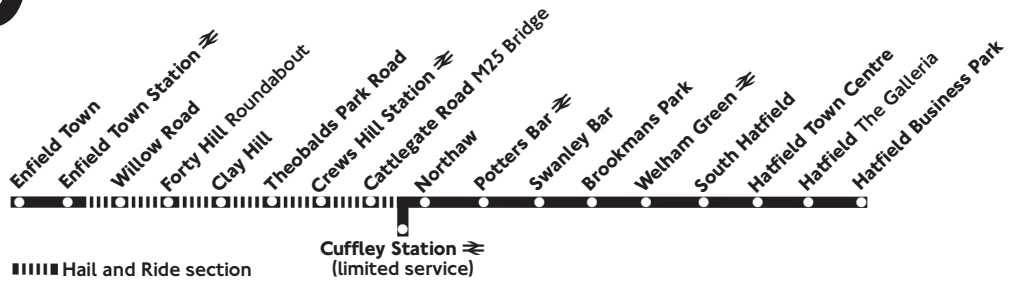 Enfield Town
Enfield Town Station
Willow Road
Forty Hill Roundabout
Clay Hill
Theobalds Park Road
Crews Hill Station
Cattlegate Road M25 Bridge
Northaw
Potters Bar
Swanley Bar
Brookmans Park
Welham Green
South Hatfield
Hatfield Town Centre
Hatfield The Galleria
Hatfield Business Park
Cuffley Station
(limited service)
Hail and Ride section